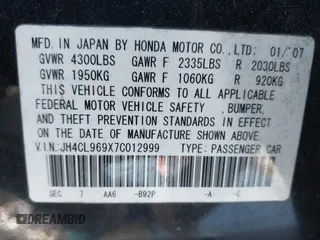 MFD. IN JAPAN BY HONDA MOTOR CO., LTD. 01/'07
GVWR 4300LBS GAWR F 2335LBS R 2030LBS
GVWR 1950KG GAWR F 1060KG R 920KG
THIS VEHICLE CONFORMS TO ALL APPLICABLE
FEDERAL MOTOR VEHICLE SAFETY , BUMPER,
AND THEFT PREVENTION STANDARDS IN EFFECT ON
THE DATE OF MANUFACTURE SHOWN ABOVE.
V.I.N:JH4CL969X7C012999 TYPE: PASSENGER CAR
SEC 7 AA6 -B92P -A -C
DREAMBID